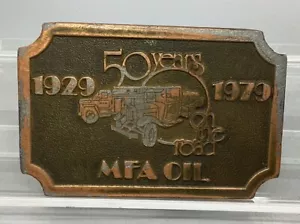 50 years
1929 1979
on the
road
MFA OIL